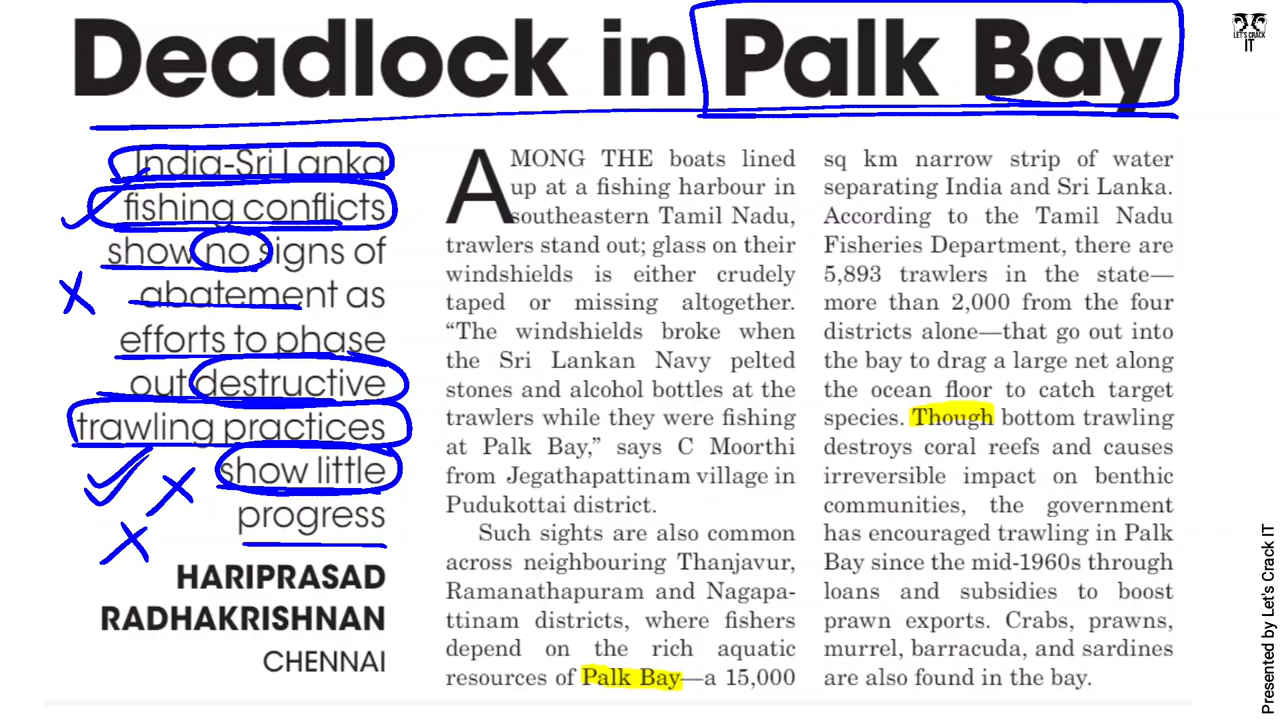 Deadlock in Palk Bay
LET'S CRACK
IT
India-Sri Lanka
fishing conflicts
show no signs of
abatement as
efforts to phase
out destructive
trawling practices
show little
progress
HARIPRASAD
RADHAKRISHNAN
CHENNAI
AMONG THE boats lined
up at a fishing harbour in
southeastern Tamil Nadu,
trawlers stand out; glass on their
windshields is either crudely
taped or missing altogether.
“The windshields broke when
the Sri Lankan Navy pelted
stones and alcohol bottles at the
trawlers while they were fishing
at Palk Bay,” says C Moorthi
from Jegathapattinam village in
Pudukottai district.
Such sights are also common
across neighbouring Thanjavur,
Ramanathapuram and Nagapa-
ttinam districts, where fishers
depend on the rich aquatic
resources of Palk Bay—a 15,000
sq km narrow strip of water
separating India and Sri Lanka.
According to the Tamil Nadu
Fisheries Department, there are
5,893 trawlers in the state—
more than 2,000 from the four
districts alone—that go out into
the bay to drag a large net along
the ocean floor to catch target
species. Though bottom trawling
destroys coral reefs and causes
irreversible impact on benthic
communities, the government
has encouraged trawling in Palk
Bay since the mid-1960s through
loans and subsidies to boost
prawn exports. Crabs, prawns,
murrel, barracuda, and sardines
are also found in the bay.
Presented by Let's Crack IT